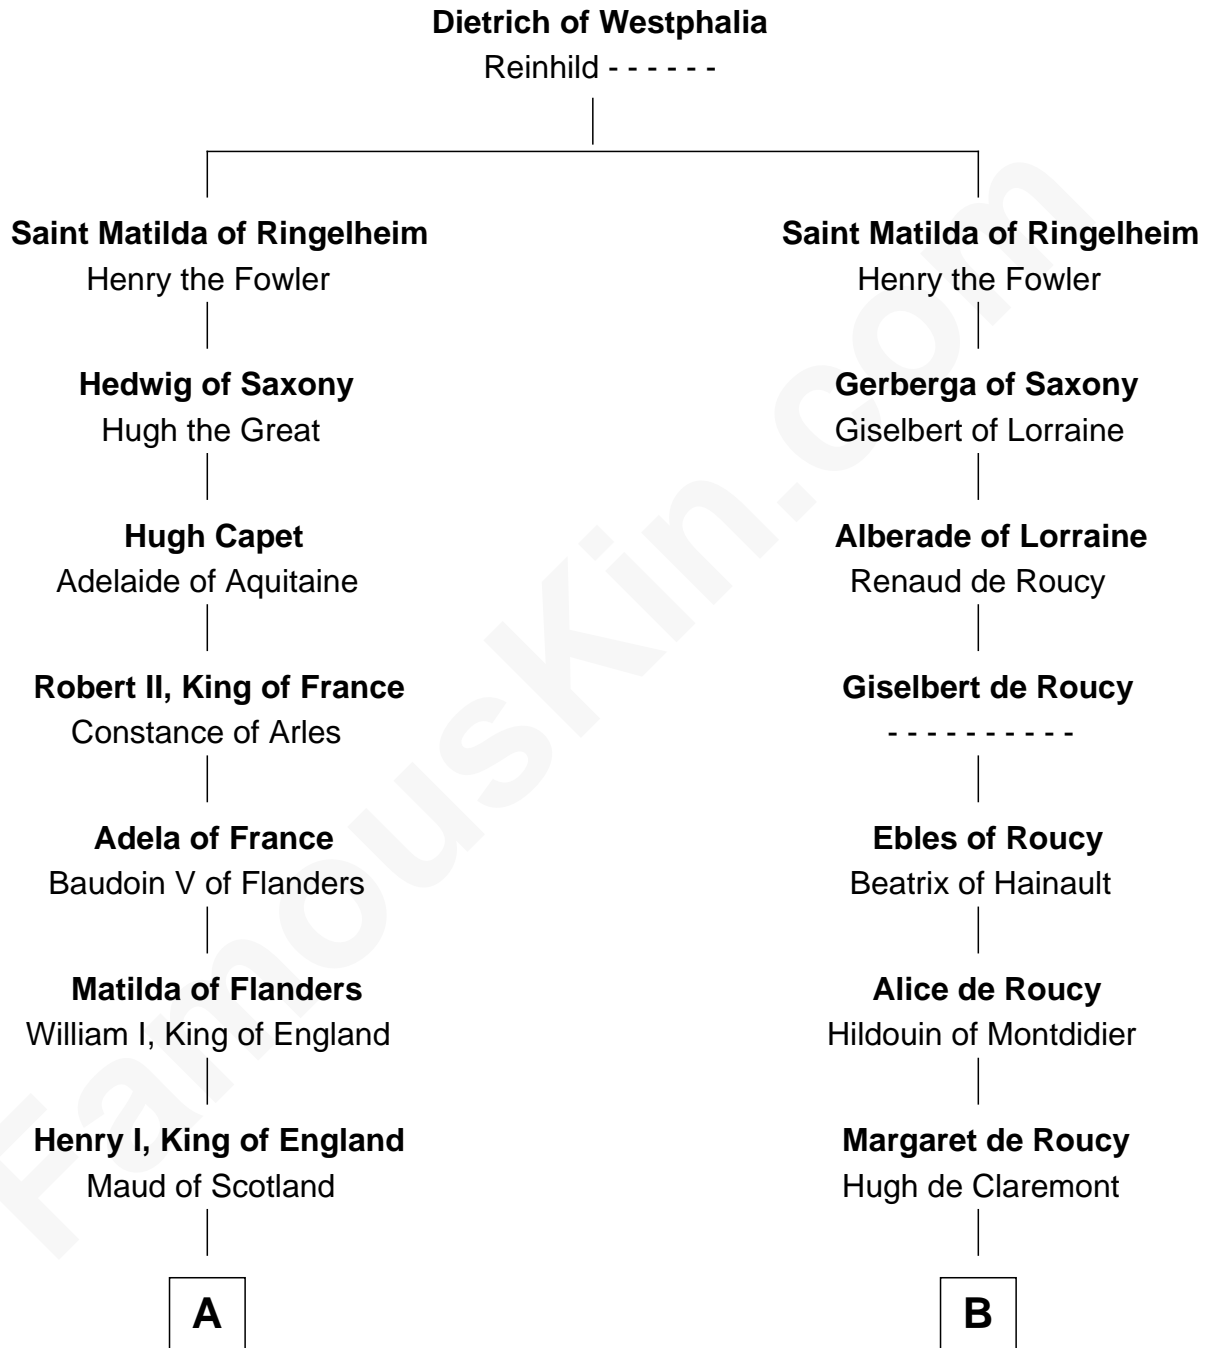 Dietrich of Westphalia
Reinhild - - - - - -
Saint Matilda of Ringelheim
Henry the Fowler
Hedwig of Saxony
Hugh the Great
Hugh Capet
Adelaide of Aquitaine
Robert II, King of France
Constance of Arles
Adela of France
Baudoin V of Flanders
Matilda of Flanders
William I, King of England
Henry I, King of England
Maud of Scotland
A
Saint Matilda of Ringelheim
Henry the Fowler
Gerberga of Saxony
Giselbert of Lorraine
Alberade of Lorraine
Renaud de Roucy
Giselbert de Roucy
- - - - - - - - - -
Ebles of Roucy
Beatrix of Hainault
Alice de Roucy
Hildouin of Montdidier
Margaret de Roucy
Hugh de Claremont
B
FamousKin.com